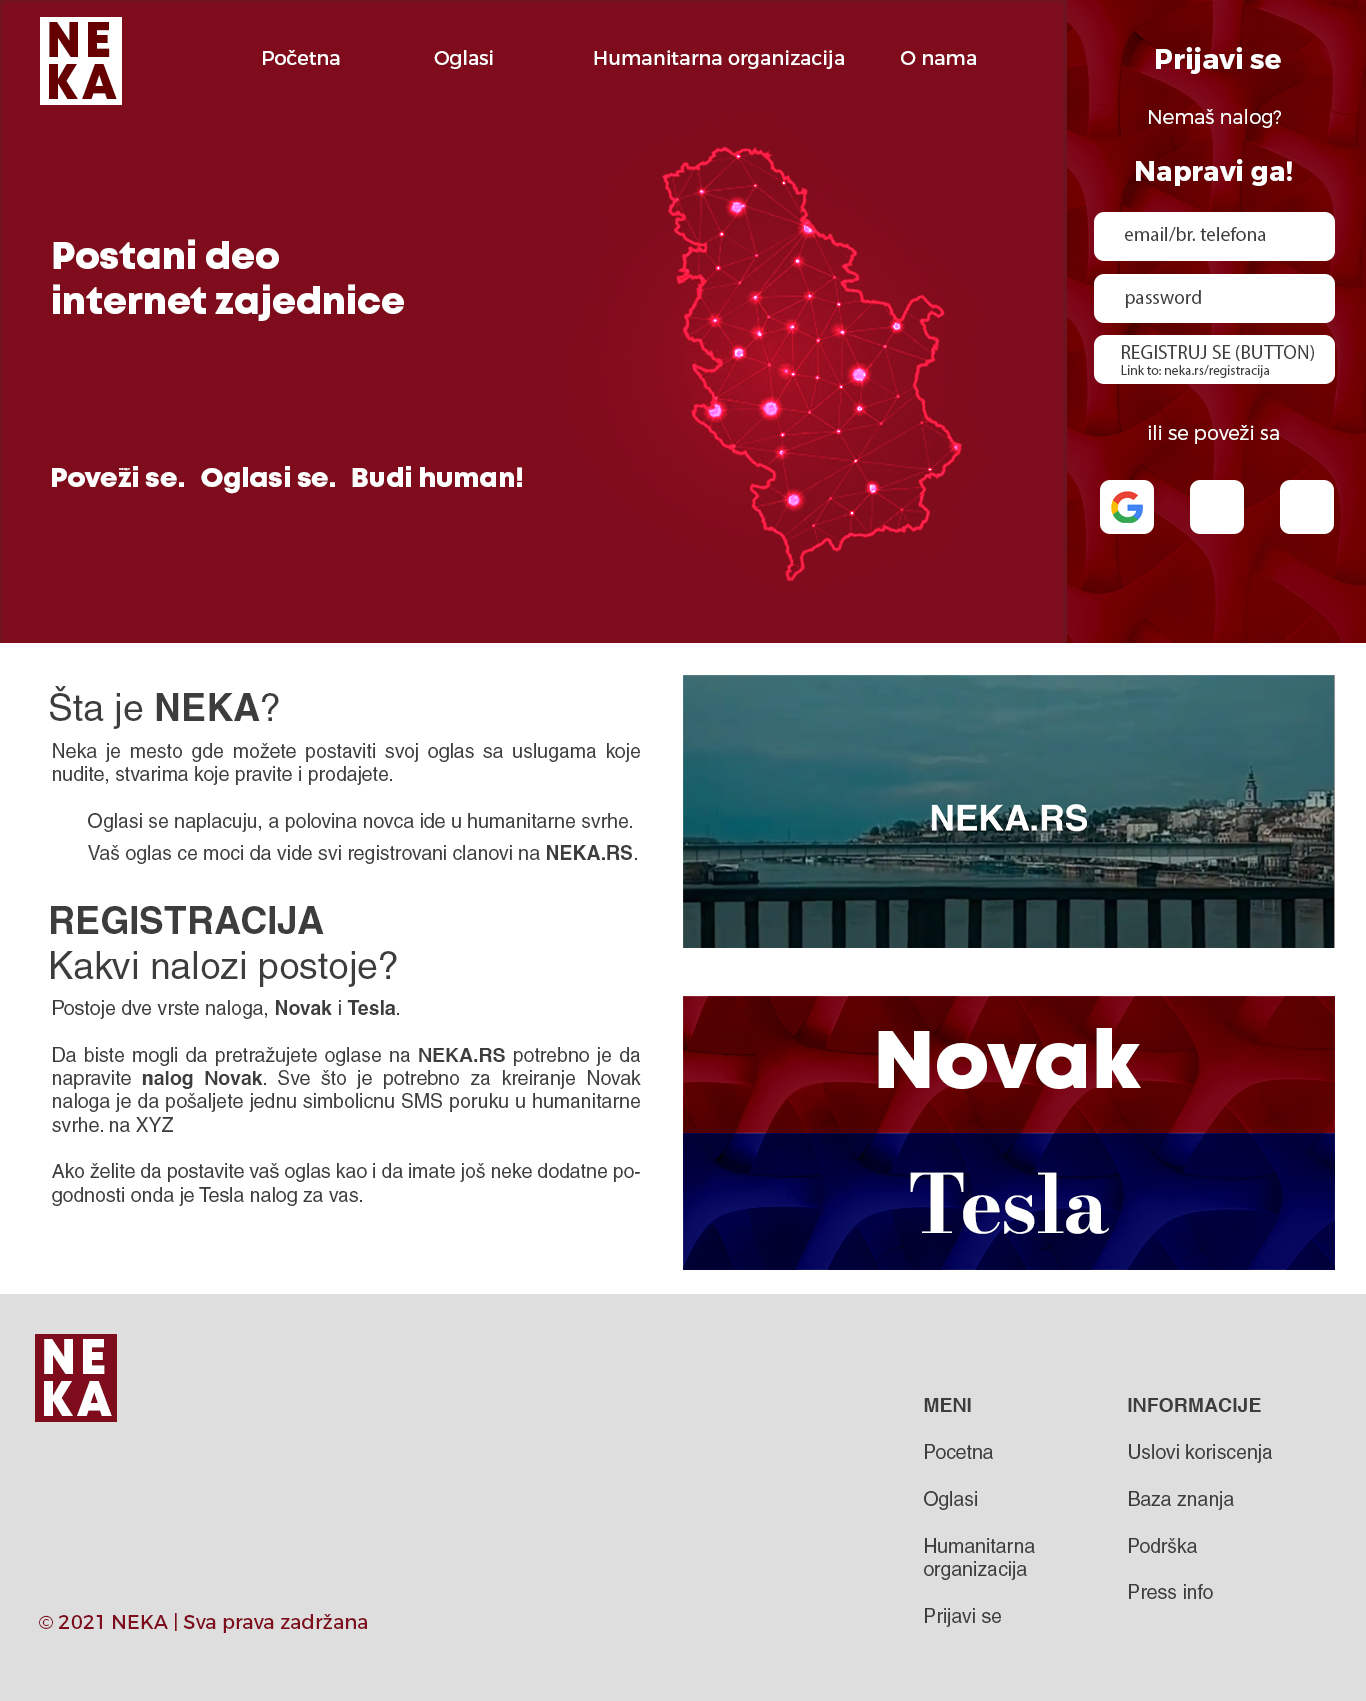 NE
KA
Početna
Oglasi
Humanitarna organizacija
O nama
Prijavi se
Nemaš nalog?
Napravi ga!
email/br. telefona
password
REGISTRUJ SE (BUTTON)
Link to: neka.rs/registracija
ili se poveži sa
G
Postani deo
internet zajednice
Poveži se. Oglasi se. Budi human!
Šta je NEKA?
Neka je mesto gde možete postaviti svoj oglas sa uslugama koje
nudite, stvarima koje pravite i prodajete.
Oglasi se naplacuju, a polovina novca ide u humanitarne svrhe.
Vaš oglas ce moci da vide svi registrovani clanovi na NEKA.RS.
REGISTRACIJA
Kakvi nalozi postoje?
Postoje dve vrste naloga, Novak i Tesla.
Da biste mogli da pretražujete oglase na NEKA.RS potrebno je da
napravite nalog Novak. Sve što je potrebno za kreiranje Novak
naloga je da pošaljete jednu simbolicnu SMS poruku u humanitarne
svrhe. na XYZ
Ako želite da postavite vaš oglas kao i da imate još neke dodatne po-
godnosti onda je Tesla nalog za vas.
NEKA.RS
Novak
Tesla
NE
KA
© 2021 NEKA | Sva prava zadržana
MENI
Pocetna
Oglasi
Humanitarna
organizacija
Prijavi se
INFORMACIJE
Uslovi koriscenja
Baza znanja
Podrška
Press info